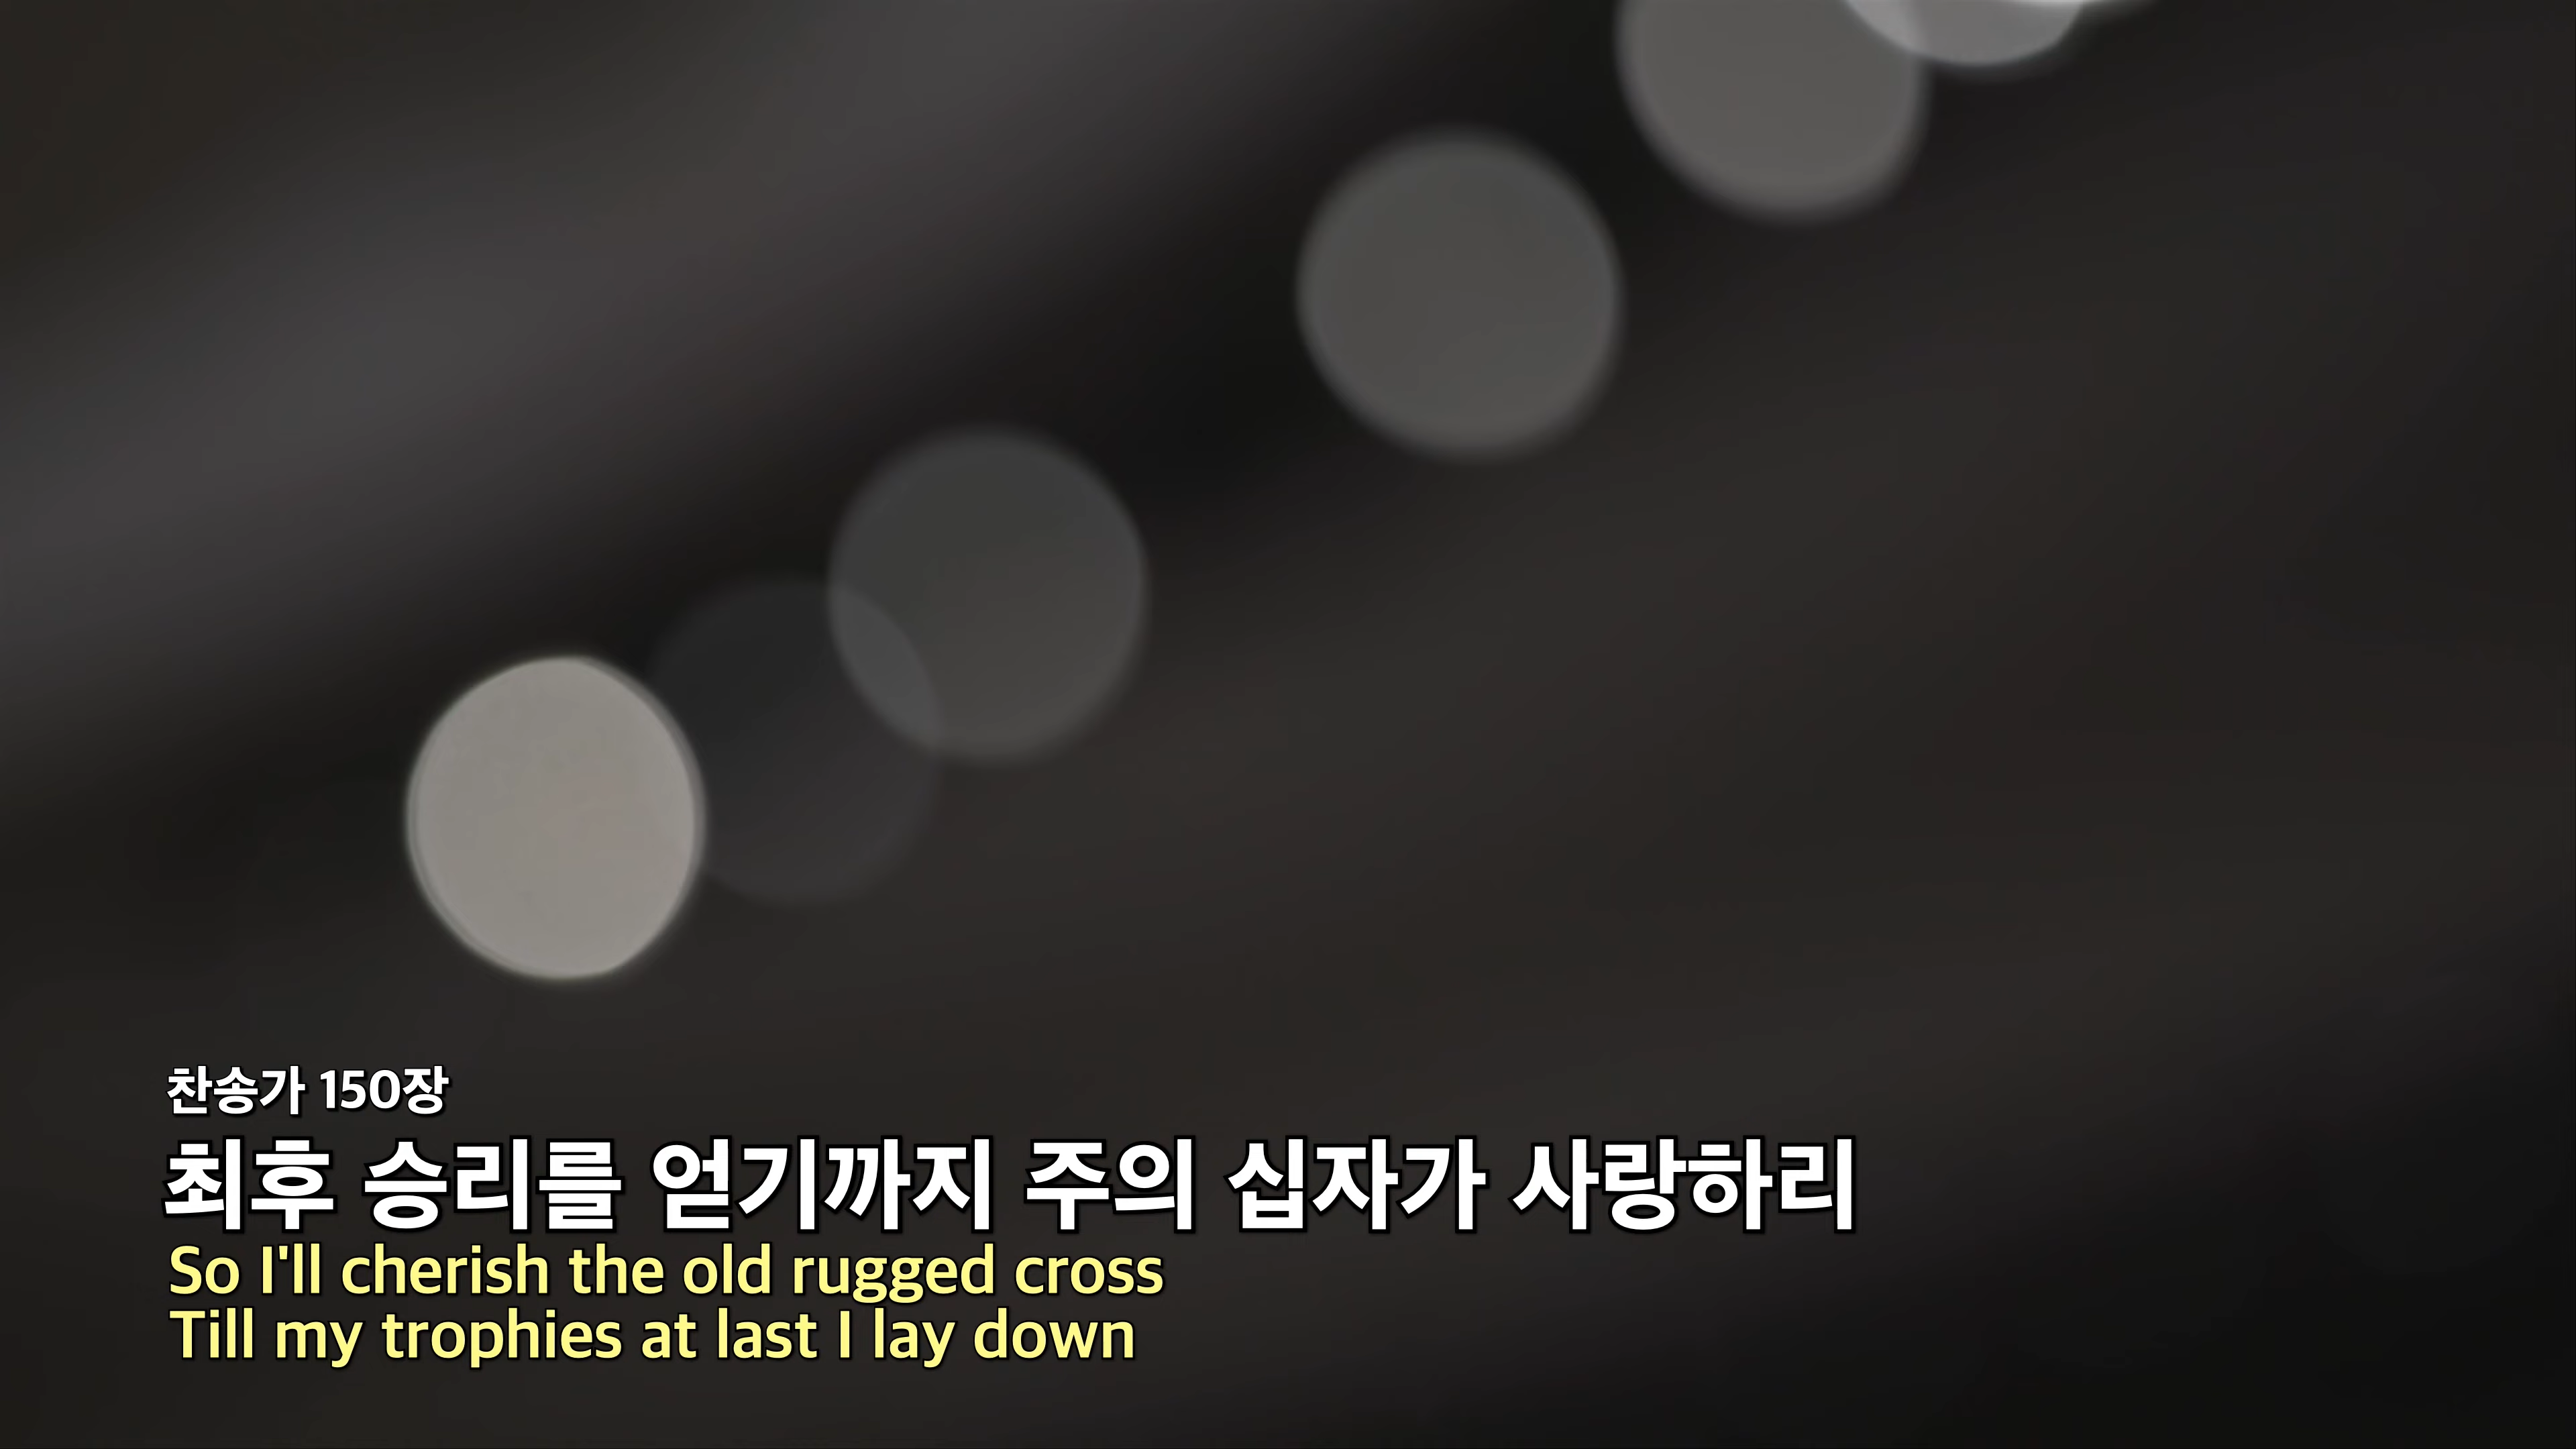 찬송가 150장
최후 승리를 얻기까지 주의 십자가 사랑하리
So I'll cherish the old rugged cross
Till my trophies at last I lay down